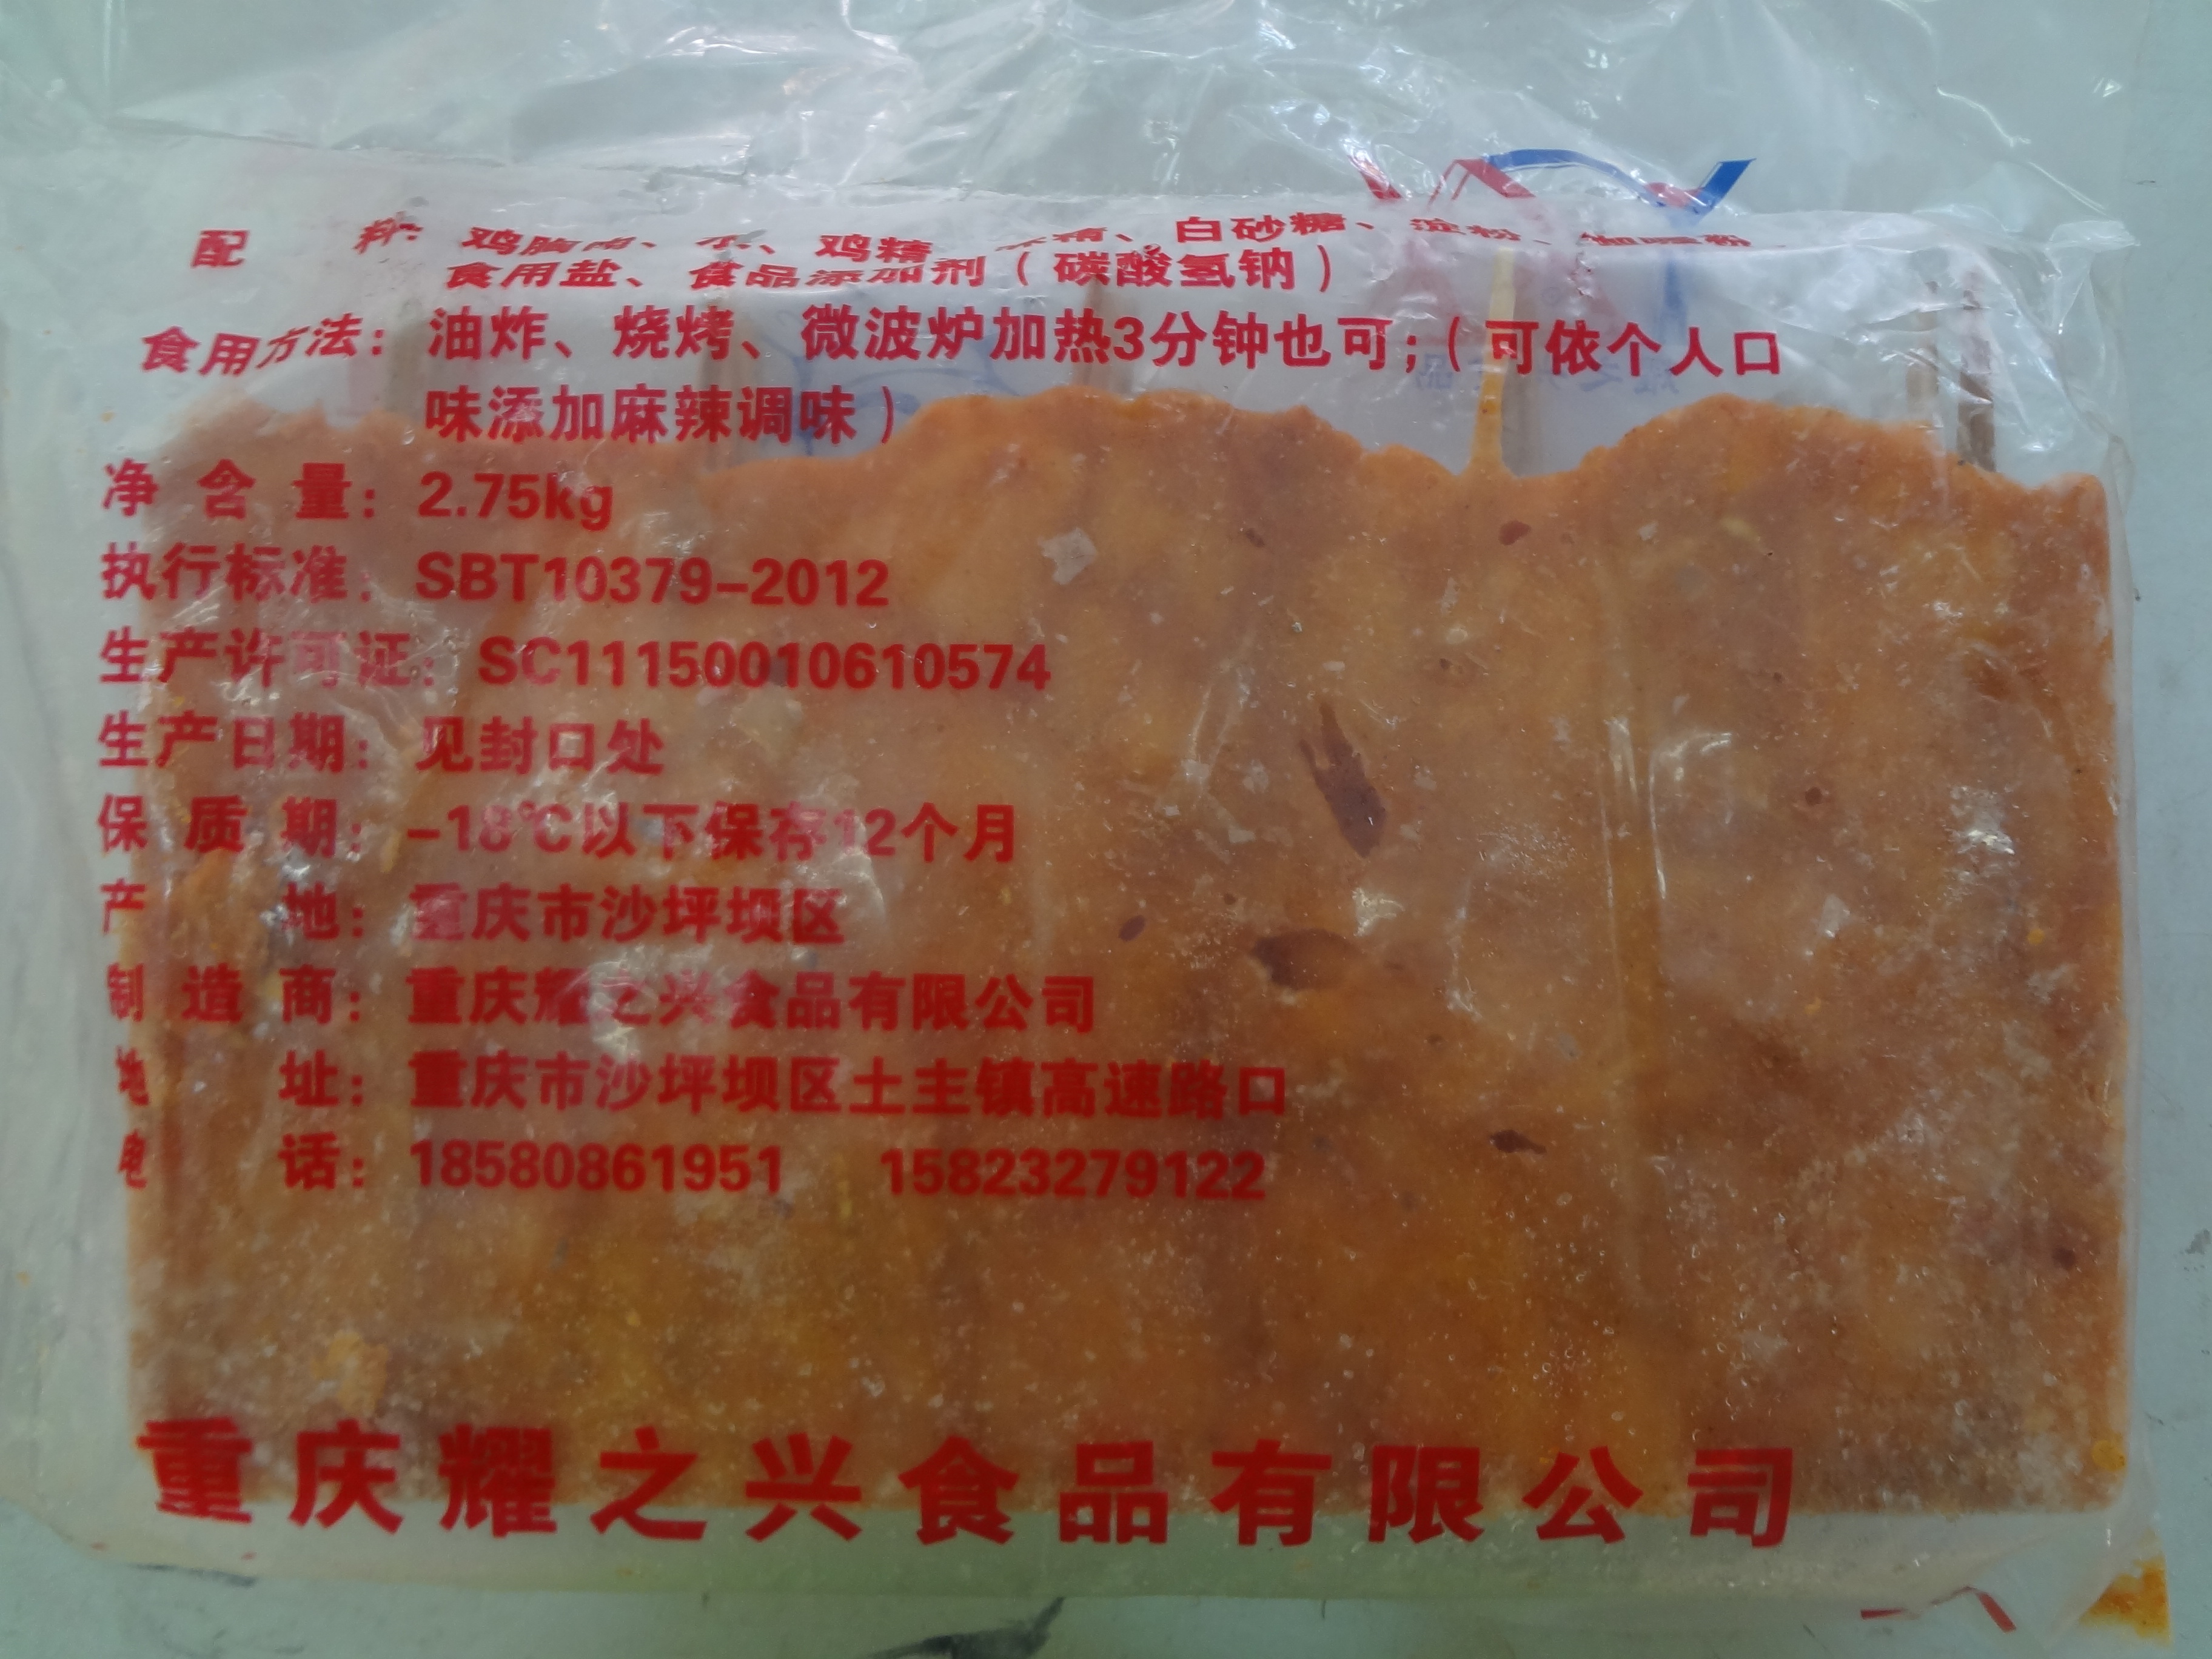 配 料：鸡胸肉、水、鸡精、味精、白砂糖、淀粉、咖喱粉、
食用盐、食品添加剂（碳酸氢钠）
食用方法：油炸、烧烤、微波炉加热3分钟也可；（可依个人口
味添加麻辣调味）
净含量：2.75kg
执行标准：SBT10379-2012
生产许可证：SC11150010610574
生产日期：见封口处
保质期：-18℃以下保存12个月
产地：重庆市沙坪坝区
制造商：重庆耀之兴食品有限公司
地址：重庆市沙坪坝区土主镇高速路口
电话：18580861951 15823279122
重庆耀之兴食品有限公司